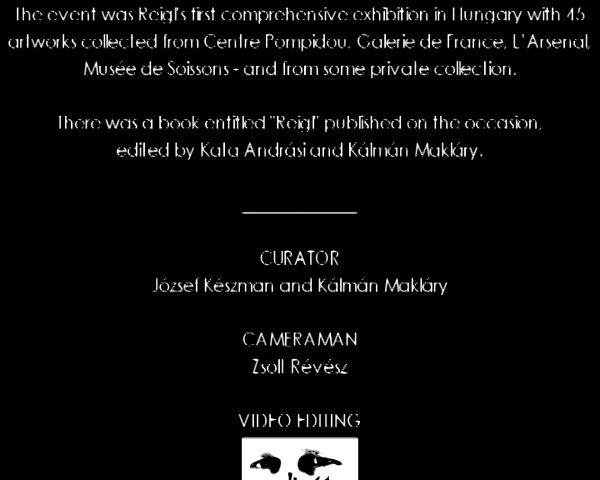 The event was Reigl's first comprehensive exhibition in Hungary with 45
artworks collected from Centre Pompidou, Galerie de France, L'Arsenal,
Musée de Soissons - and from some private collection.
There was a book entitled "Reigl" published on the occasion,
edited by Kata Andrási and Kálmán Makláry.
CURATOR
József Készman and Kálmán Makláry
CAMERAMAN
Zsolt Révész
VIDEO EDITING